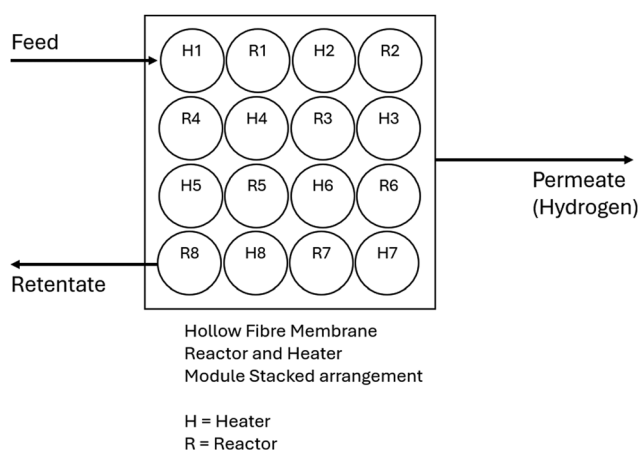 Feed
H1 R1 H2 R2
R4 H4 R3 H3
H5 R5 H6 R6
R8 H8 R7 H7
Permeate
(Hydrogen)
Retentate
Hollow Fibre Membrane
Reactor and Heater
Module Stacked arrangement
H = Heater
R = Reactor